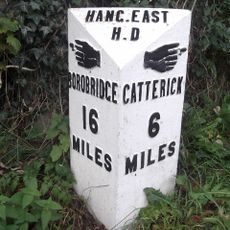 HANG.EAST
H.D
BOROBRIDGE
16
MILES
CATTERICK
6
MILES